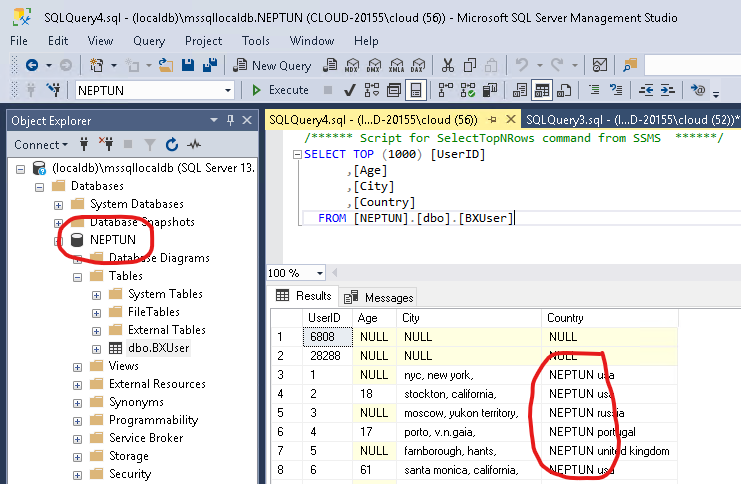 SQLQuery4.sql - (localdb)\mssqllocaldb.NEPTUN (CLOUD-20155\cloud (56)) - Microsoft SQL Server Management Studio
File Edit View Query Project Tools Window Help
New Query MDX DMX XMLA DAX
NEPTUN Execute
Object Explorer
Connect
(localdb)\mssqllocaldb (SQL Server 13.
Databases
System Databases
Database Snapshots
NEPTUN
Database Diagrams
Tables
System Tables
FileTables
External Tables
dbo.BXUser
Views
External Resources
Synonyms
Programmability
Service Broker
Storage
Security
SQLQuery4.sql - (l...D-20155\cloud (56)) SQLQuery3.sql - (l...D-20155\cloud (52))*
/****** Script for SelectTopNRows command from SSMS ******/
SELECT TOP (1000) [UserID]
,[Age]
,[City]
,[Country]
FROM [NEPTUN].[dbo].[BXUser]
100 %
Results Messages
UserID Age City Country
1 6808 NULL NULL NULL
2 28288 NULL NULL NULL
3 1 NULL nyc, new york, NEPTUN usa
4 2 18 stockton, california, NEPTUN usa
5 3 NULL moscow, yukon territory, NEPTUN russia
6 4 17 porto, v.n.gaia, NEPTUN portugal
7 5 NULL farnborough, hants, NEPTUN united kingdom
8 6 61 santa monica, california, NEPTUN usa